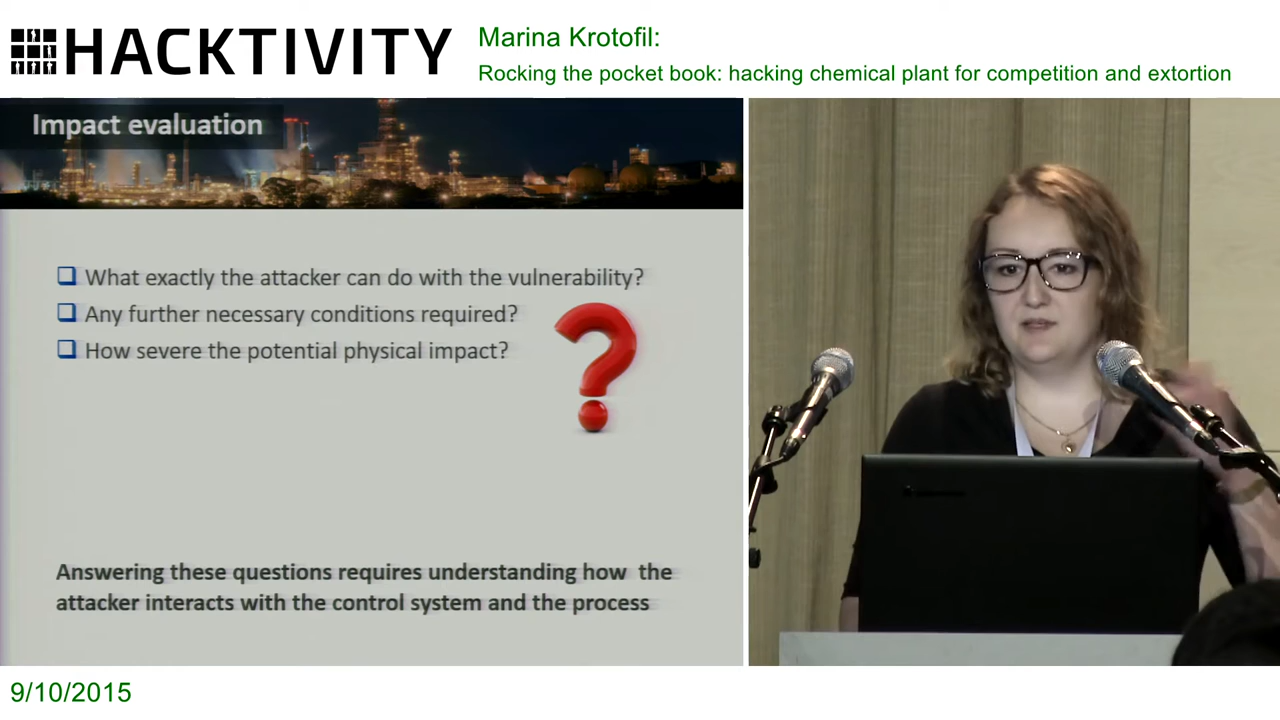 HACKTIVITY
Marina Krotofil:
Rocking the pocket book: hacking chemical plant for competition and extortion
Impact evaluation
What exactly the attacker can do with the vulnerability?
Any further necessary conditions required?
How severe the potential physical impact?
Answering these questions requires understanding how the
attacker interacts with the control system and the process
9/10/2015